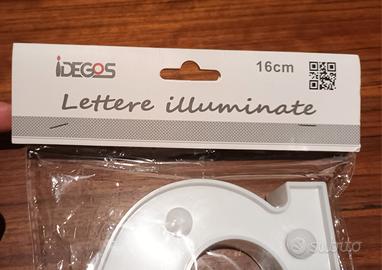 iDEGOS
16cm
Lettere illuminate
subito